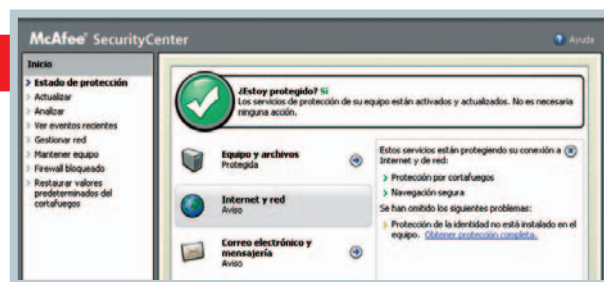 McAfee® SecurityCenter
Ayuda
Inicio
Estado de protección
Actualizar
Analizar
Ver eventos recientes
Gestionar red
Mantener equipo
Firewall bloqueado
Restaurar valores
predeterminados del
cortafuegos
¿Estoy protegido? Sí
Los servicios de protección de su equipo están activados y actualizados. No es necesaria
ninguna acción.
Equipo y archivos
Protegida
Internet y red
Aviso
Correo electrónico y
mensajería
Aviso
Estos servicios están protegiendo su conexión a
Internet y de red:
Protección por cortafuegos
Navegación segura
Se han omitido los siguientes problemas:
Protección de la identidad no está instalado en el
equipo. Obtener protección completa.